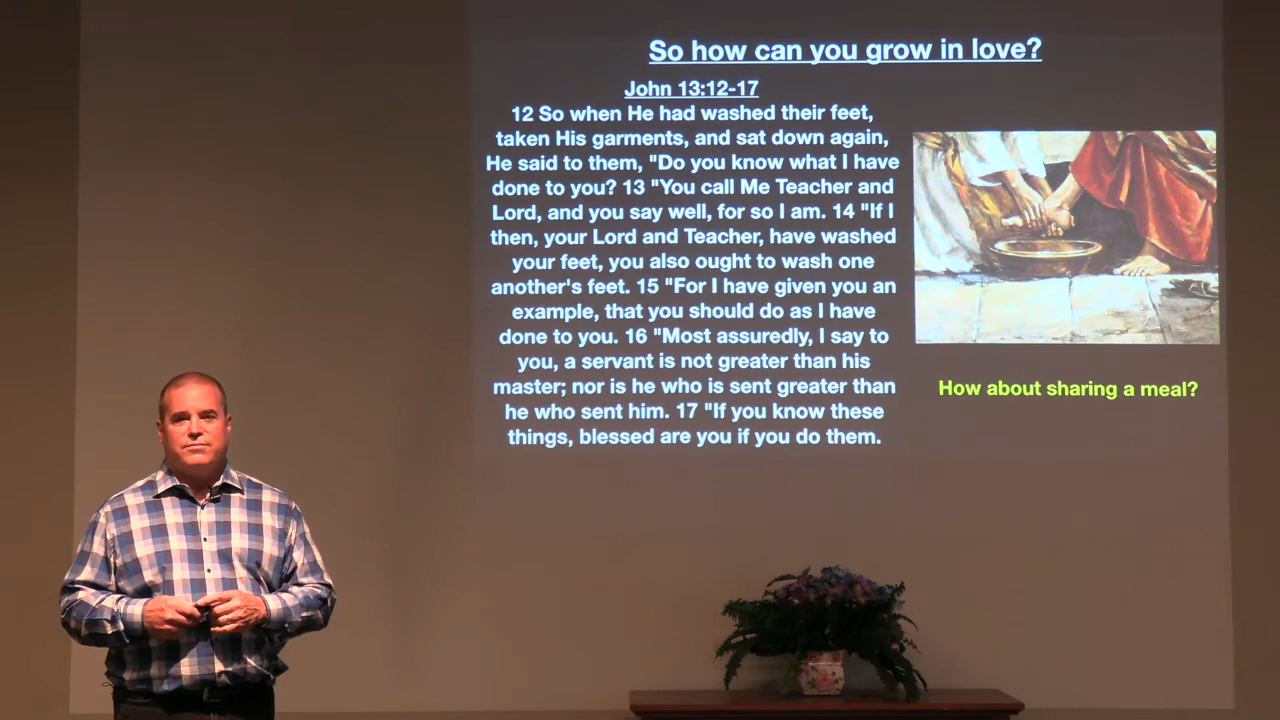 So how can you grow in love?
John 13:12-17
12 So when He had washed their feet,
taken His garments, and sat down again,
He said to them, "Do you know what I have
done to you? 13 "You call Me Teacher and
Lord, and you say well, for so I am. 14 "If I
then, your Lord and Teacher, have washed
your feet, you also ought to wash one
another's feet. 15 "For I have given you an
example, that you should do as I have
done to you. 16 "Most assuredly, I say to
you, a servant is not greater than his
master; nor is he who is sent greater than
he who sent him. 17 "If you know these
things, blessed are you if you do them.
How about sharing a meal?